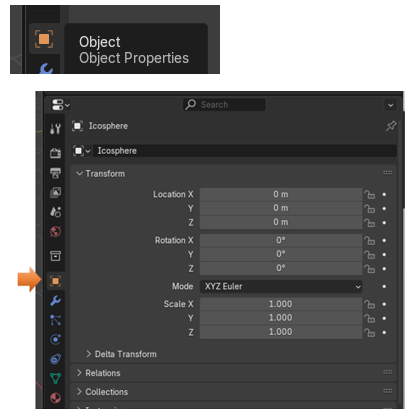 Object
Object Properties
Search
Icosphere
Icosphere
Transform
Location X 0 m
Y 0 m
Z 0 m
Rotation X 0°
Y 0°
Z 0°
Mode XYZ Euler
Scale X 1.000
Y 1.000
Z 1.000
Delta Transform
Relations
Collections